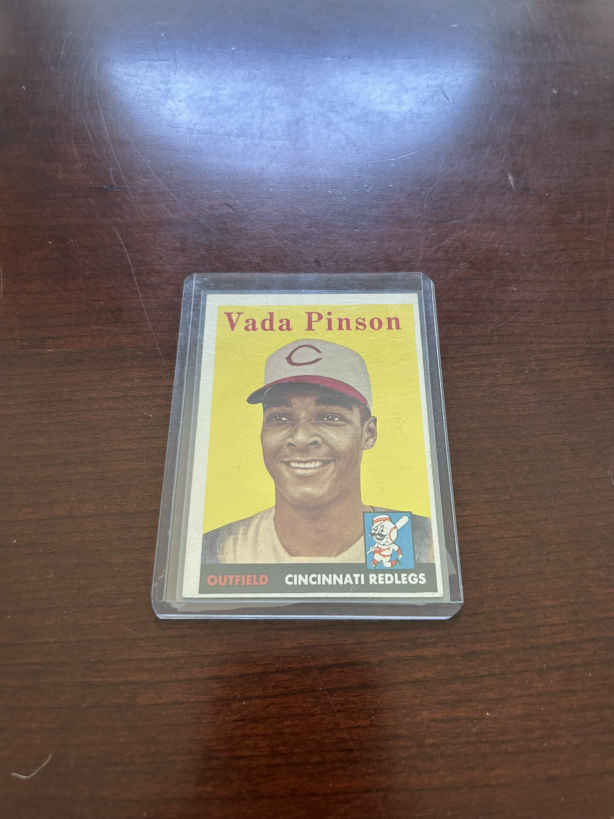 Vada Pinson
C
OUTFIELD CINCINNATI REDLEGS